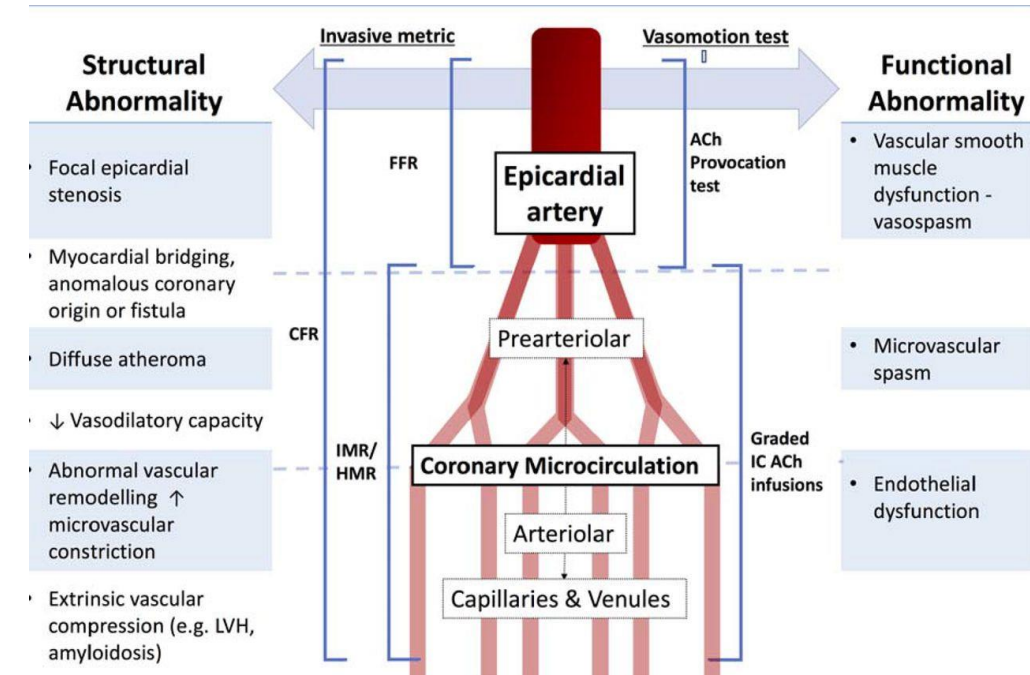 Invasive metric
Vasomotion test
Structural
Abnormality
Functional
Abnormality
• Focal epicardial
stenosis
• Myocardial bridging,
anomalous coronary
origin or fistula
• Diffuse atheroma
• ↓ Vasodilatory capacity
• Abnormal vascular
remodelling ↑
microvascular
constriction
• Extrinsic vascular
compression (e.g. LVH,
amyloidosis)
CFR
FFR
IMR/
HMR
Epicardial
artery
Prearteriolar
Coronary Microcirculation
Arteriolar
Capillaries & Venules
ACh
Provocation
test
Graded
IC ACh
infusions
• Vascular smooth
muscle
dysfunction -
vasospasm
• Microvascular
spasm
• Endothelial
dysfunction